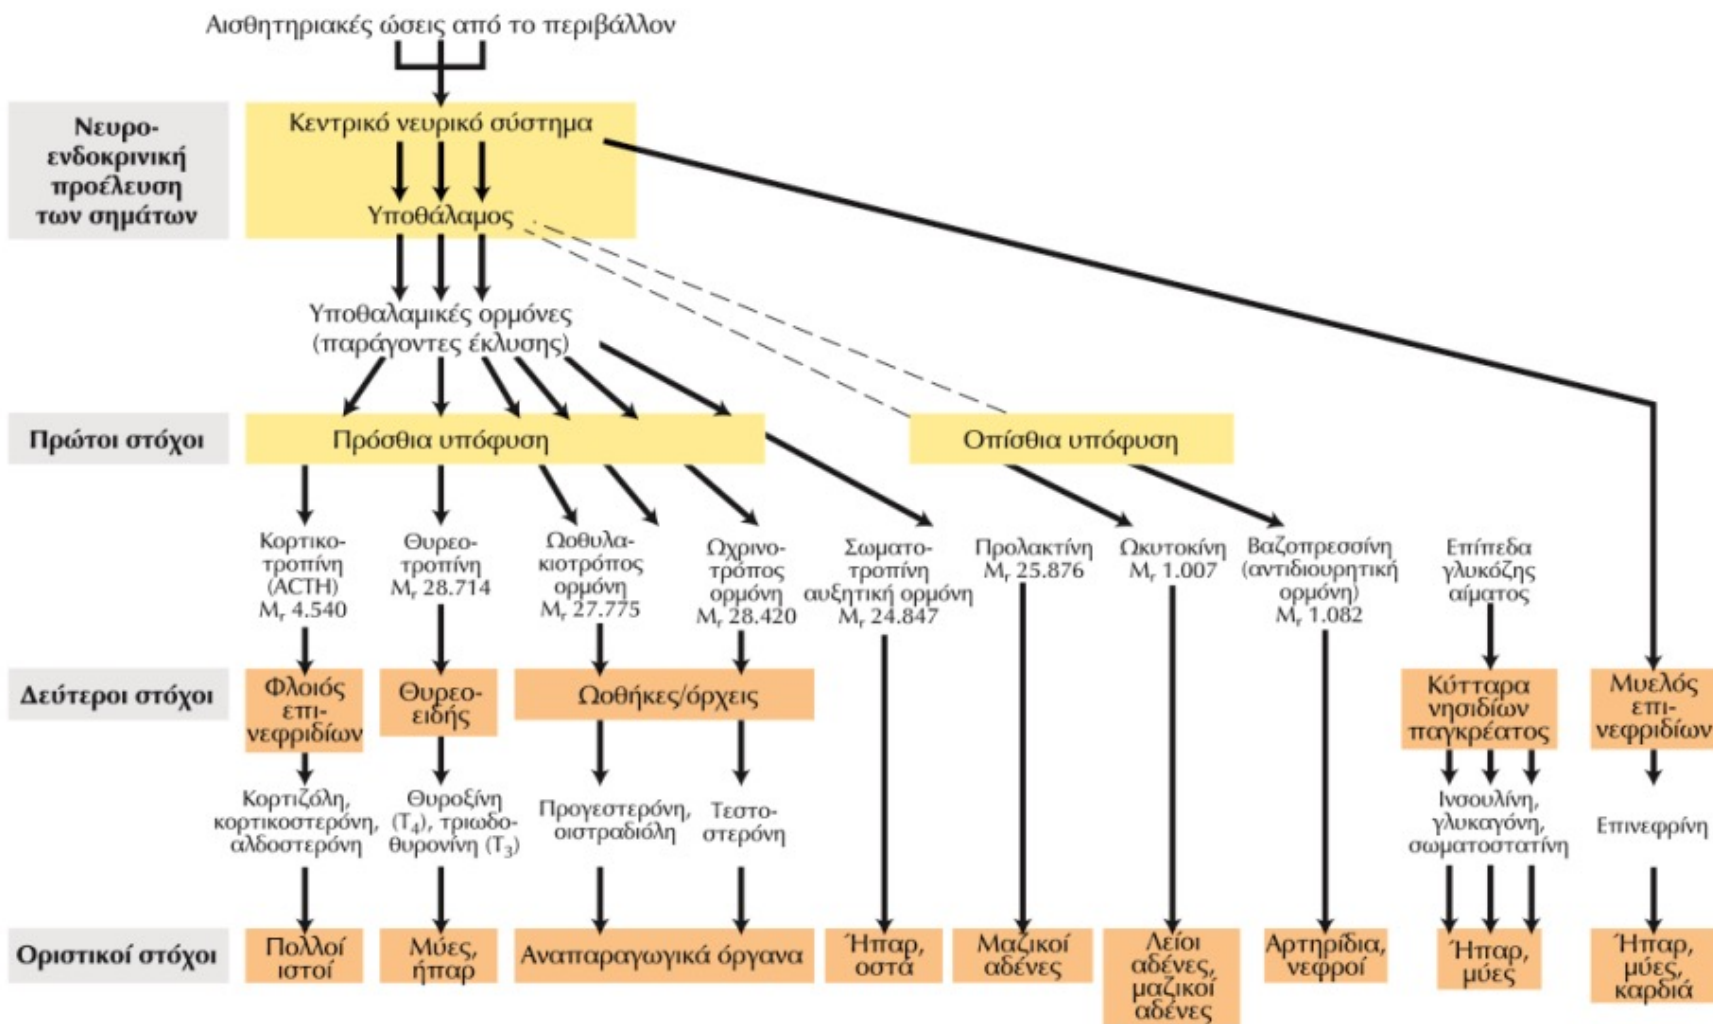 Αισθητηριακές ώσεις από το περιβάλλον
Νευρο-
ενδοκρινική
προέλευση
των σημάτων
Κεντρικό νευρικό σύστημα
Υποθάλαμος
Υποθαλαμικές ορμόνες
(παράγοντες έκλυσης)
Πρώτοι στόχοι
Πρόσθια υπόφυση
Οπίσθια υπόφυση
Κορτικο-
τροπίνη
(ACTH)
Mr 4.540
Θυρεο-
τροπίνη
Mr 28.714
Ωοθυλα-
κιοτρόπος
ορμόνη
Mr 27.775
Ωχρινο-
τρόπος
ορμόνη
Mr 28.420
Σωματο-
τροπίνη
αυξητική ορμόνη
Mr 24.847
Προλακτίνη
Mr 25.876
Ωκυτοκίνη
Mr 1.007
Βαζοπρεσσίνη
(αντιδιουρητική
ορμόνη)
Mr 1.082
Επίπεδα
γλυκόζης
αίματος
Δεύτεροι στόχοι
Φλοιός
επι-
νεφριδίων
Θυρεο-
ειδής
Ωοθήκες/όρχεις
Κύτταρα
νησιδίων
παγκρέατος
Μυελός
επι-
νεφριδίων
Κορτιζόλη,
κορτικοστερόνη,
αλδοστερόνη
Θυροξίνη
(T4), τριωδο-
θυρονίνη (T3)
Προγεστερόνη,
οιστραδιόλη
Τεστο-
στερόνη
Ινσουλίνη,
γλυκαγόνη,
σωματοστατίνη
Επινεφρίνη
Οριστικοί στόχοι
Πολλοί
ιστοί
Μύες,
ήπαρ
Αναπαραγωγικά όργανα
Ήπαρ,
οστά
Μαζικοί
αδένες
Λείοι
αδένες,
μαζικοί
αδένες
Αρτηρίδια,
νεφροί
Ήπαρ,
μύες
Ήπαρ,
μύες,
καρδιά